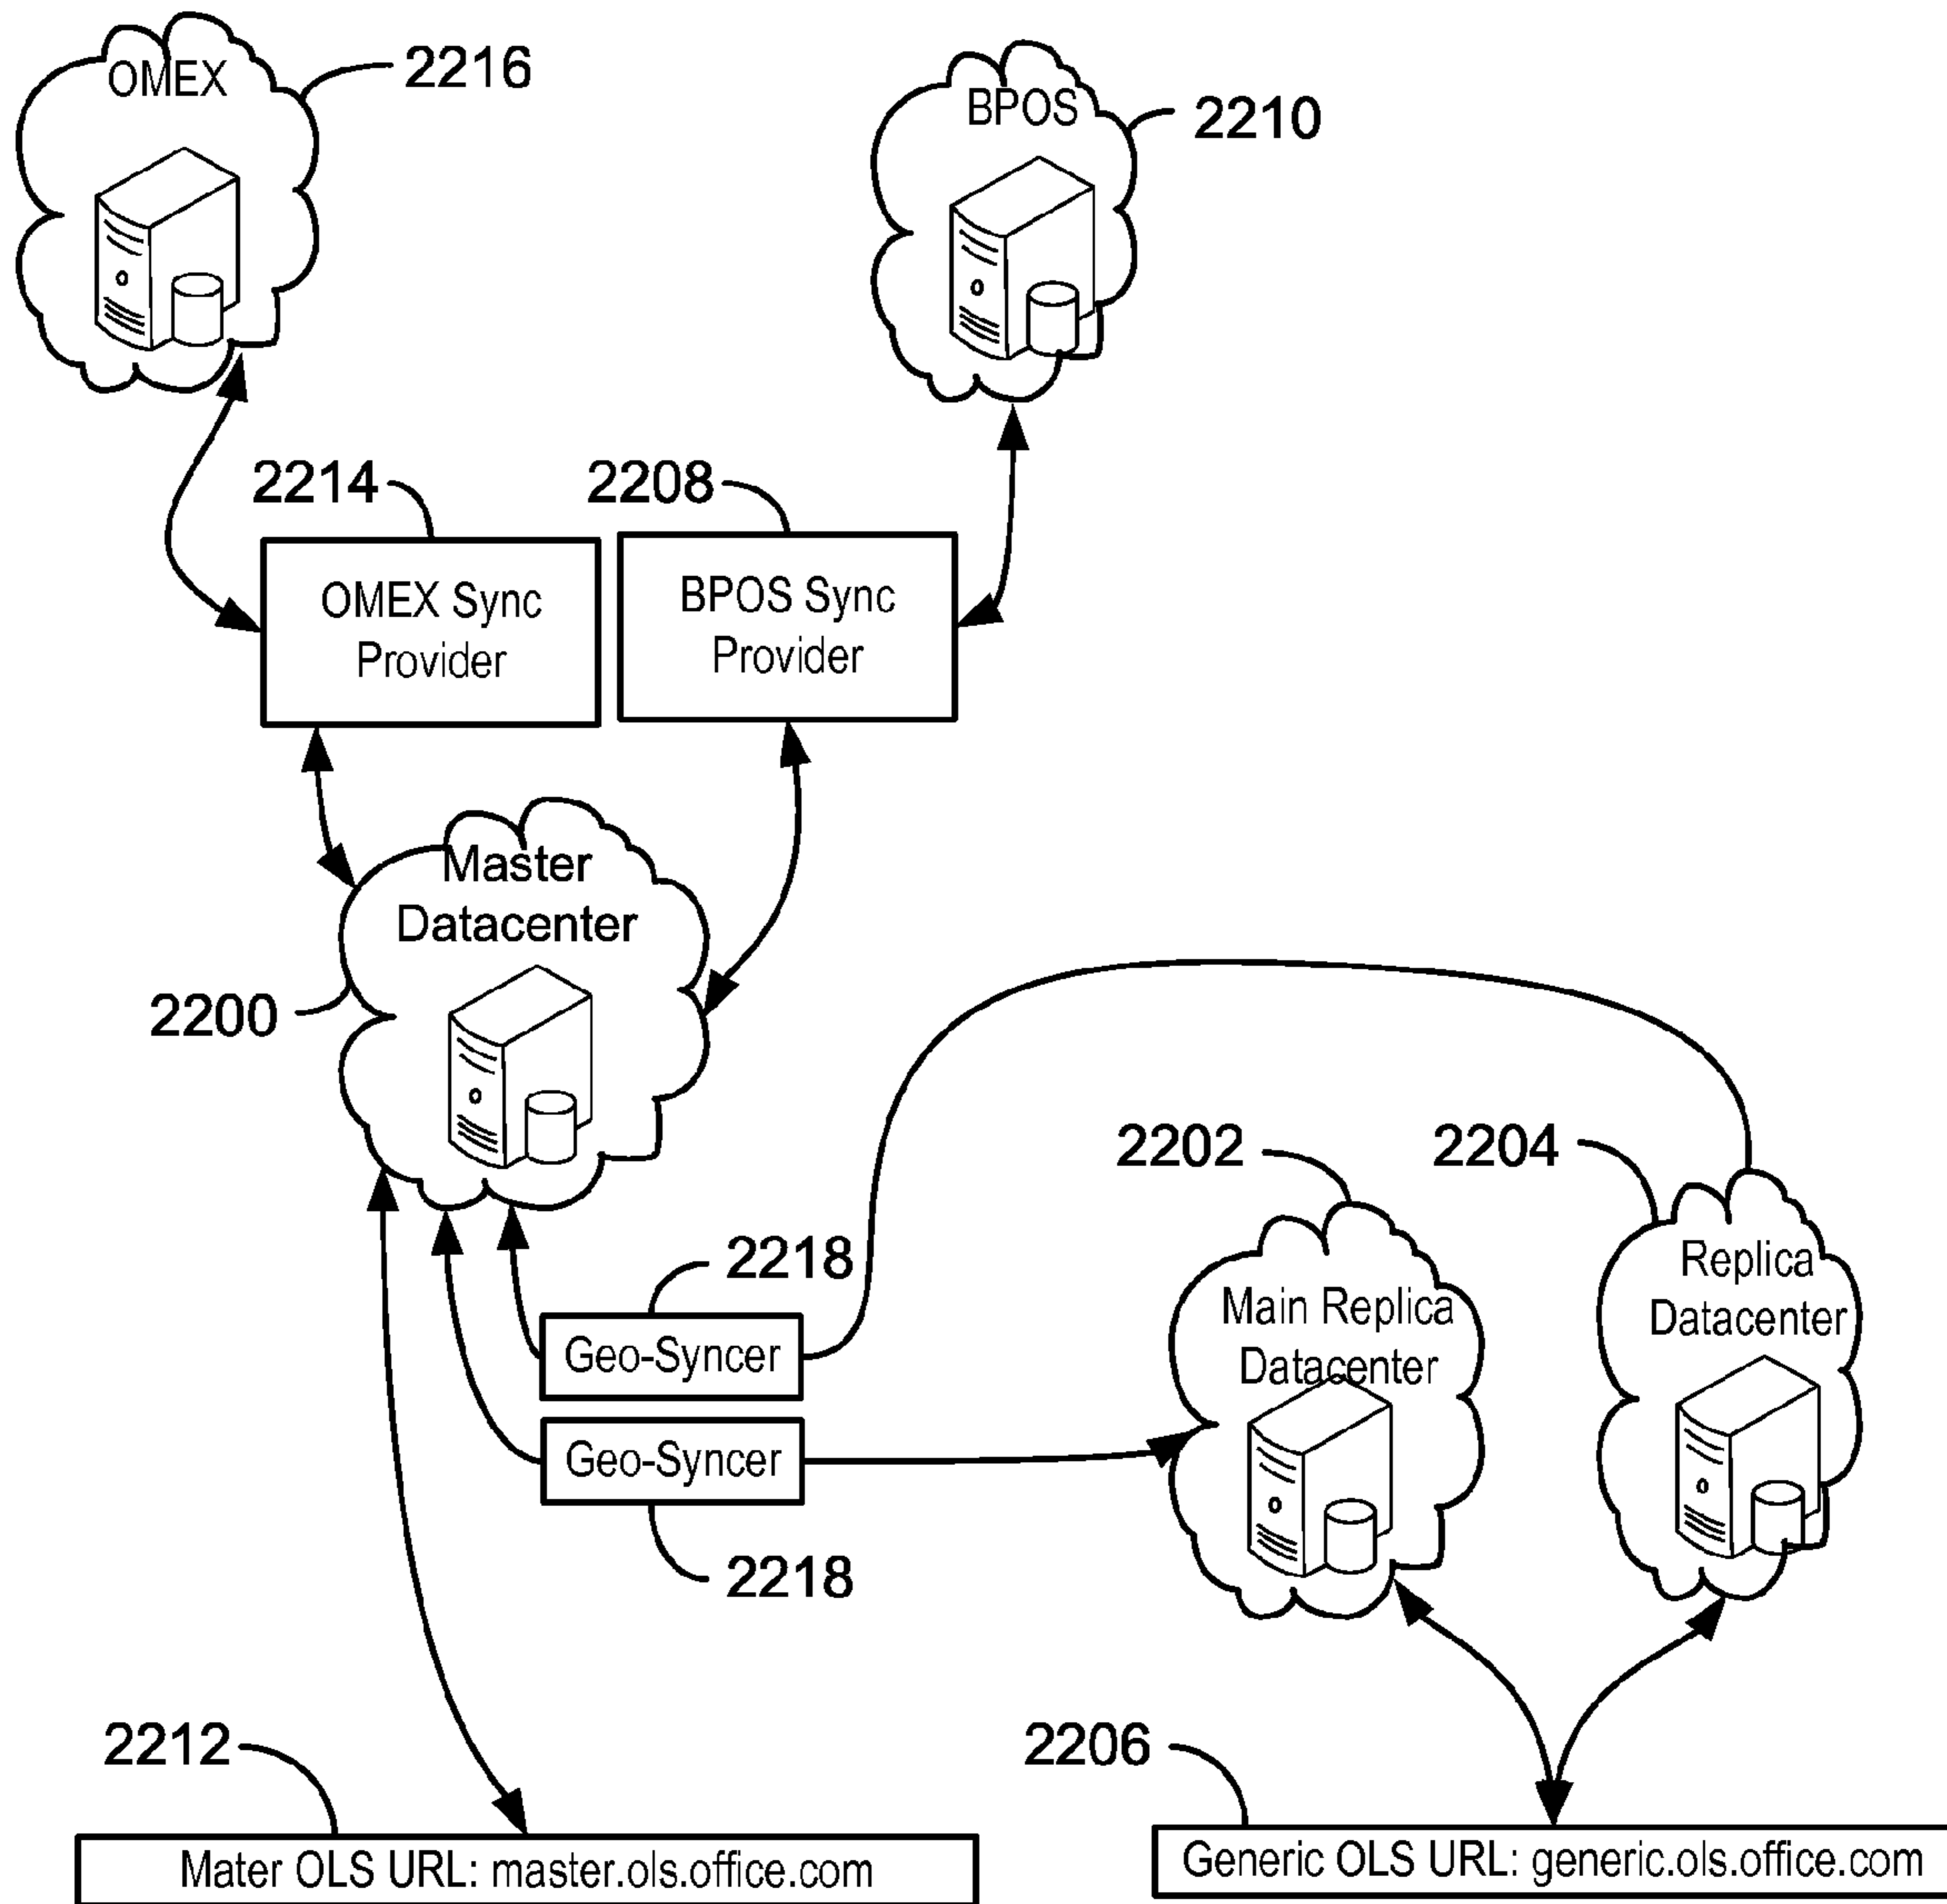 OMEX
2216
BPOS
2210
2214
2208
OMEX Sync
Provider
BPOS Sync
Provider
Master
Datacenter
2200
2202
2204
2218
Geo-Syncer
Main Replica
Datacenter
Replica
Datacenter
Geo-Syncer
2218
2212
2206
Mater OLS URL: master.ols.office.com
Generic OLS URL: generic.ols.office.com